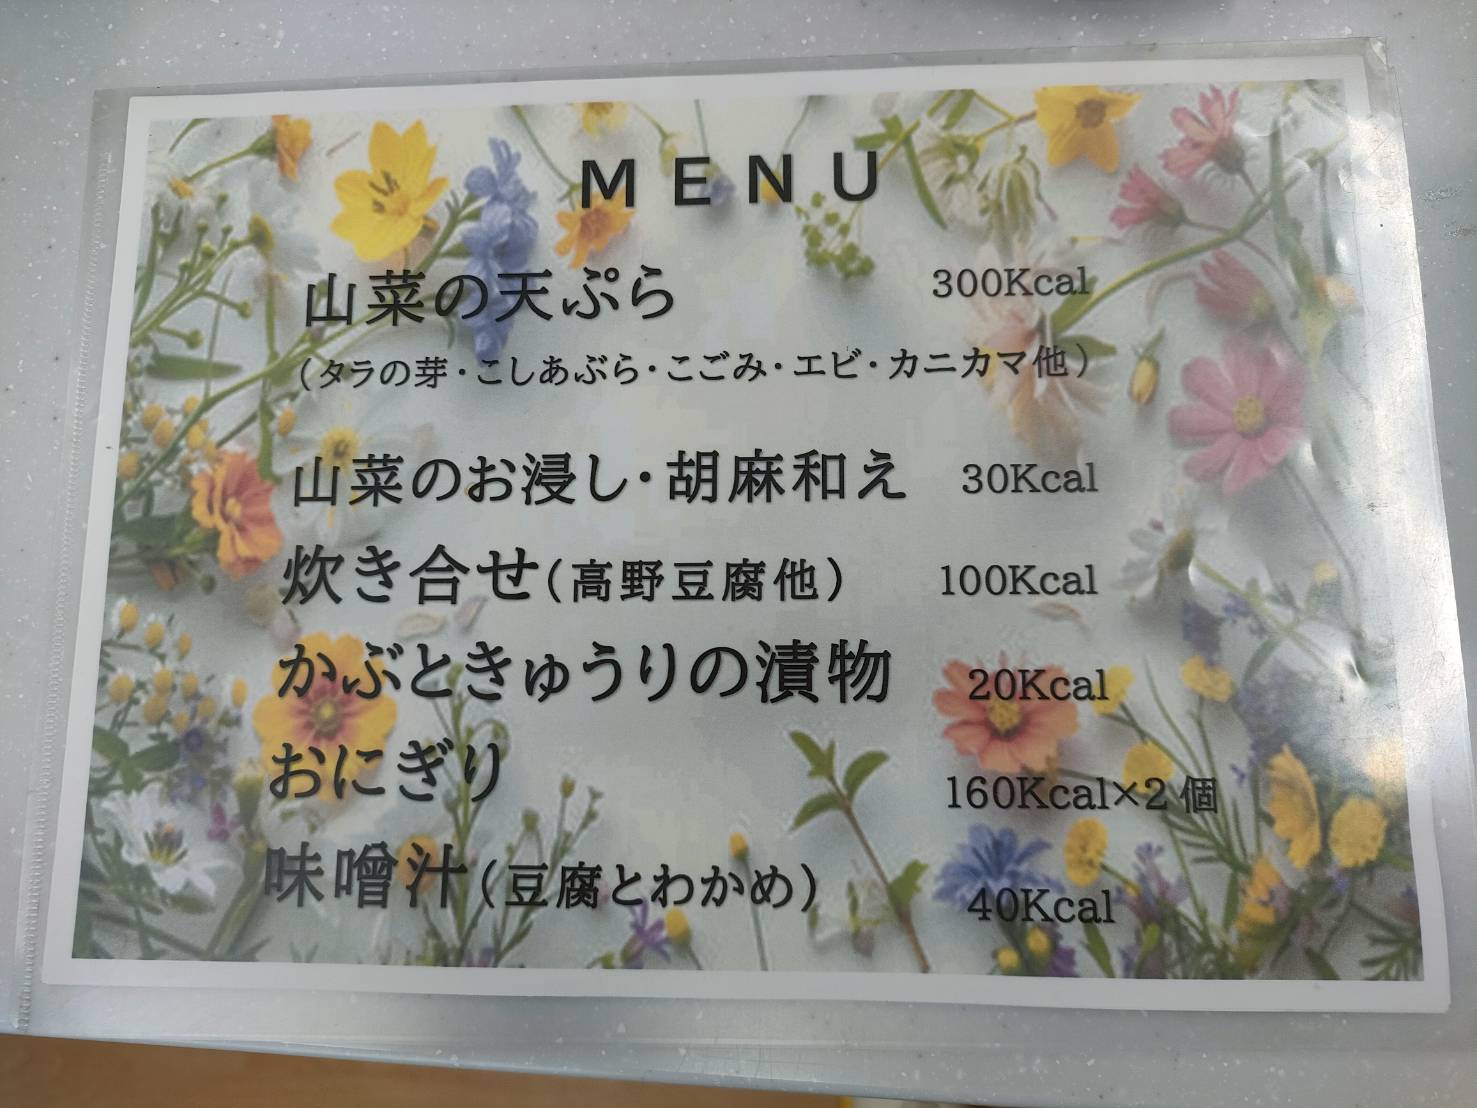 MENU
山菜の天ぷら 300Kcal
（タラの芽・こしあぶら・こごみ・エビ・カニカマ他）
山菜のお浸し・胡麻和え 30Kcal
炊き合せ（高野豆腐他） 100Kcal
かぶときゅうりの漬物 20Kcal
おにぎり 160Kcal×2個
味噌汁（豆腐とわかめ） 40Kcal